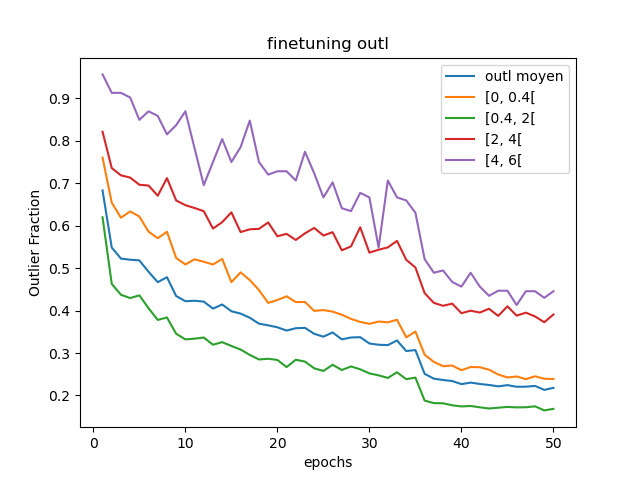 finetuning outl
outl moyen
[0, 0.4[
[0.4, 2[
[2, 4[
[4, 6[
Outlier Fraction
0.9
0.8
0.7
0.6
0.5
0.4
0.3
0.2
0 10 20 30 40 50
epochs